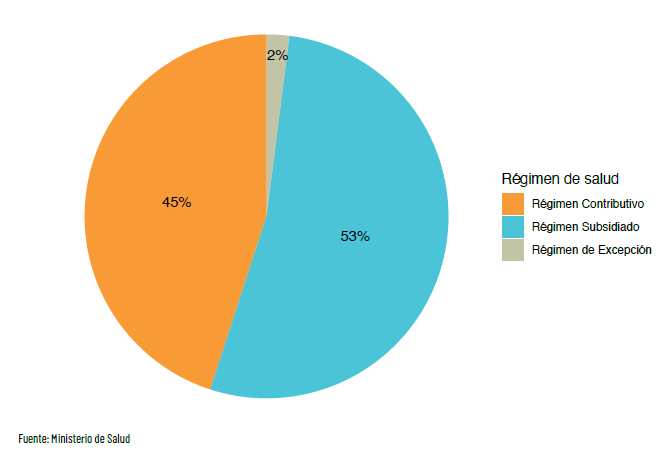 2%
45%
53%
Régimen de salud
Régimen Contributivo
Régimen Subsidiado
Régimen de Excepción
Fuente: Ministerio de Salud